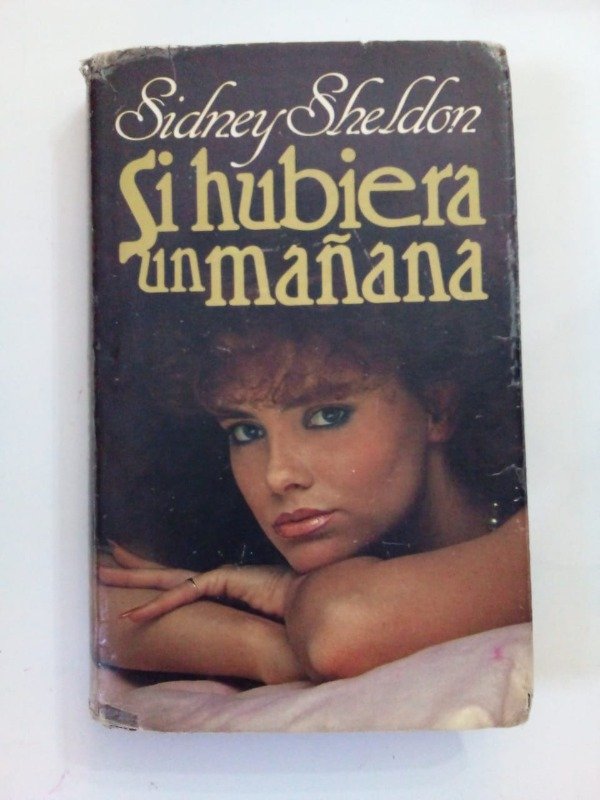 Sidney Sheldon
Si hubiera
un mañana